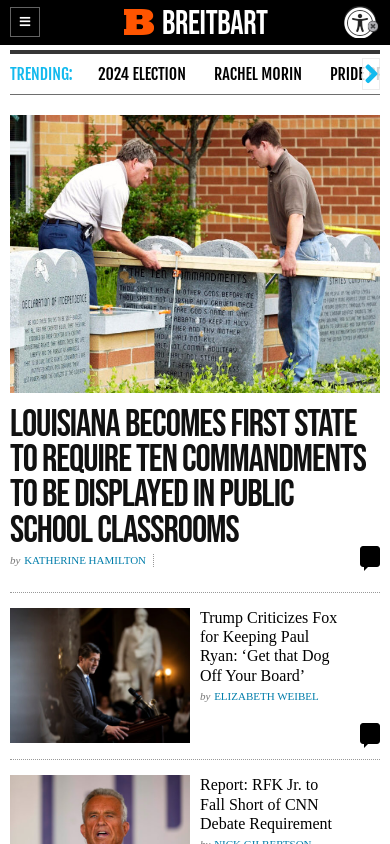 BREITBART
TRENDING:
2024 ELECTION
RACHEL MORIN
PRIDE
DECLARATION OF INDEPENDENCE
THE TEN COMMANDMENTS
LOUISIANA BECOMES FIRST STATE
TO REQUIRE TEN COMMANDMENTS
TO BE DISPLAYED IN PUBLIC
SCHOOL CLASSROOMS
by KATHERINE HAMILTON
Trump Criticizes Fox
for Keeping Paul
Ryan: ‘Get that Dog
Off Your Board’
by ELIZABETH WEIBEL
Report: RFK Jr. to
Fall Short of CNN
Debate Requirement
by NICK GILBERTSON